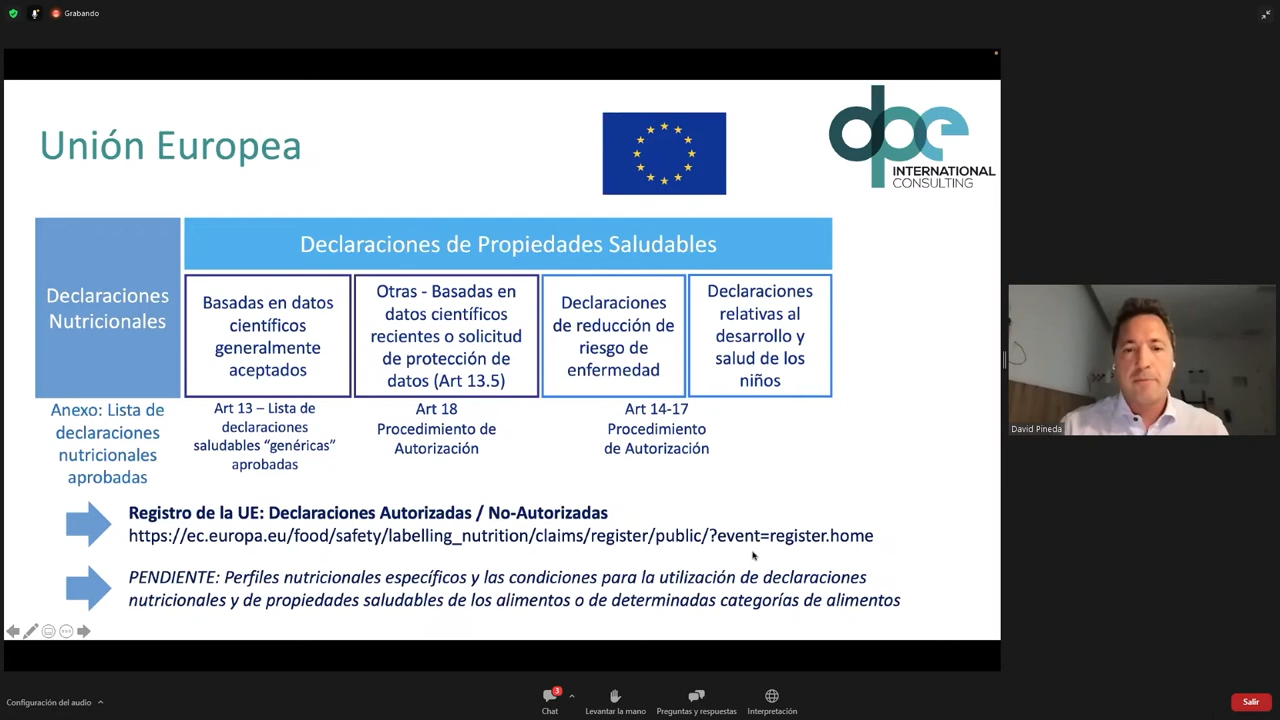 Grabando
Unión Europea
dpe
INTERNATIONAL
CONSULTING
Declaraciones
Nutricionales
Declaraciones de Propiedades Saludables
Basadas en datos
científicos
generalmente
aceptados
Otras - Basadas en
datos científicos
recientes o solicitud
de protección de
datos (Art 13.5)
Declaraciones
de reducción de
riesgo de
enfermedad
Declaraciones
relativas al
desarrollo y
salud de los
niños
Anexo: Lista de
declaraciones
nutricionales
aprobadas
Art 13 – Lista de
declaraciones
saludables “genéricas”
aprobadas
Art 18
Procedimiento de
Autorización
Art 14-17
Procedimiento
de Autorización
Registro de la UE: Declaraciones Autorizadas / No-Autorizadas
https://ec.europa.eu/food/safety/labelling_nutrition/claims/register/public/?event=register.home
PENDIENTE: Perfiles nutricionales específicos y las condiciones para la utilización de declaraciones
nutricionales y de propiedades saludables de los alimentos o de determinadas categorías de alimentos
David Pineda
Configuración del audio
3
Chat
Levantar la mano
Preguntas y respuestas
Interpretación
Salir